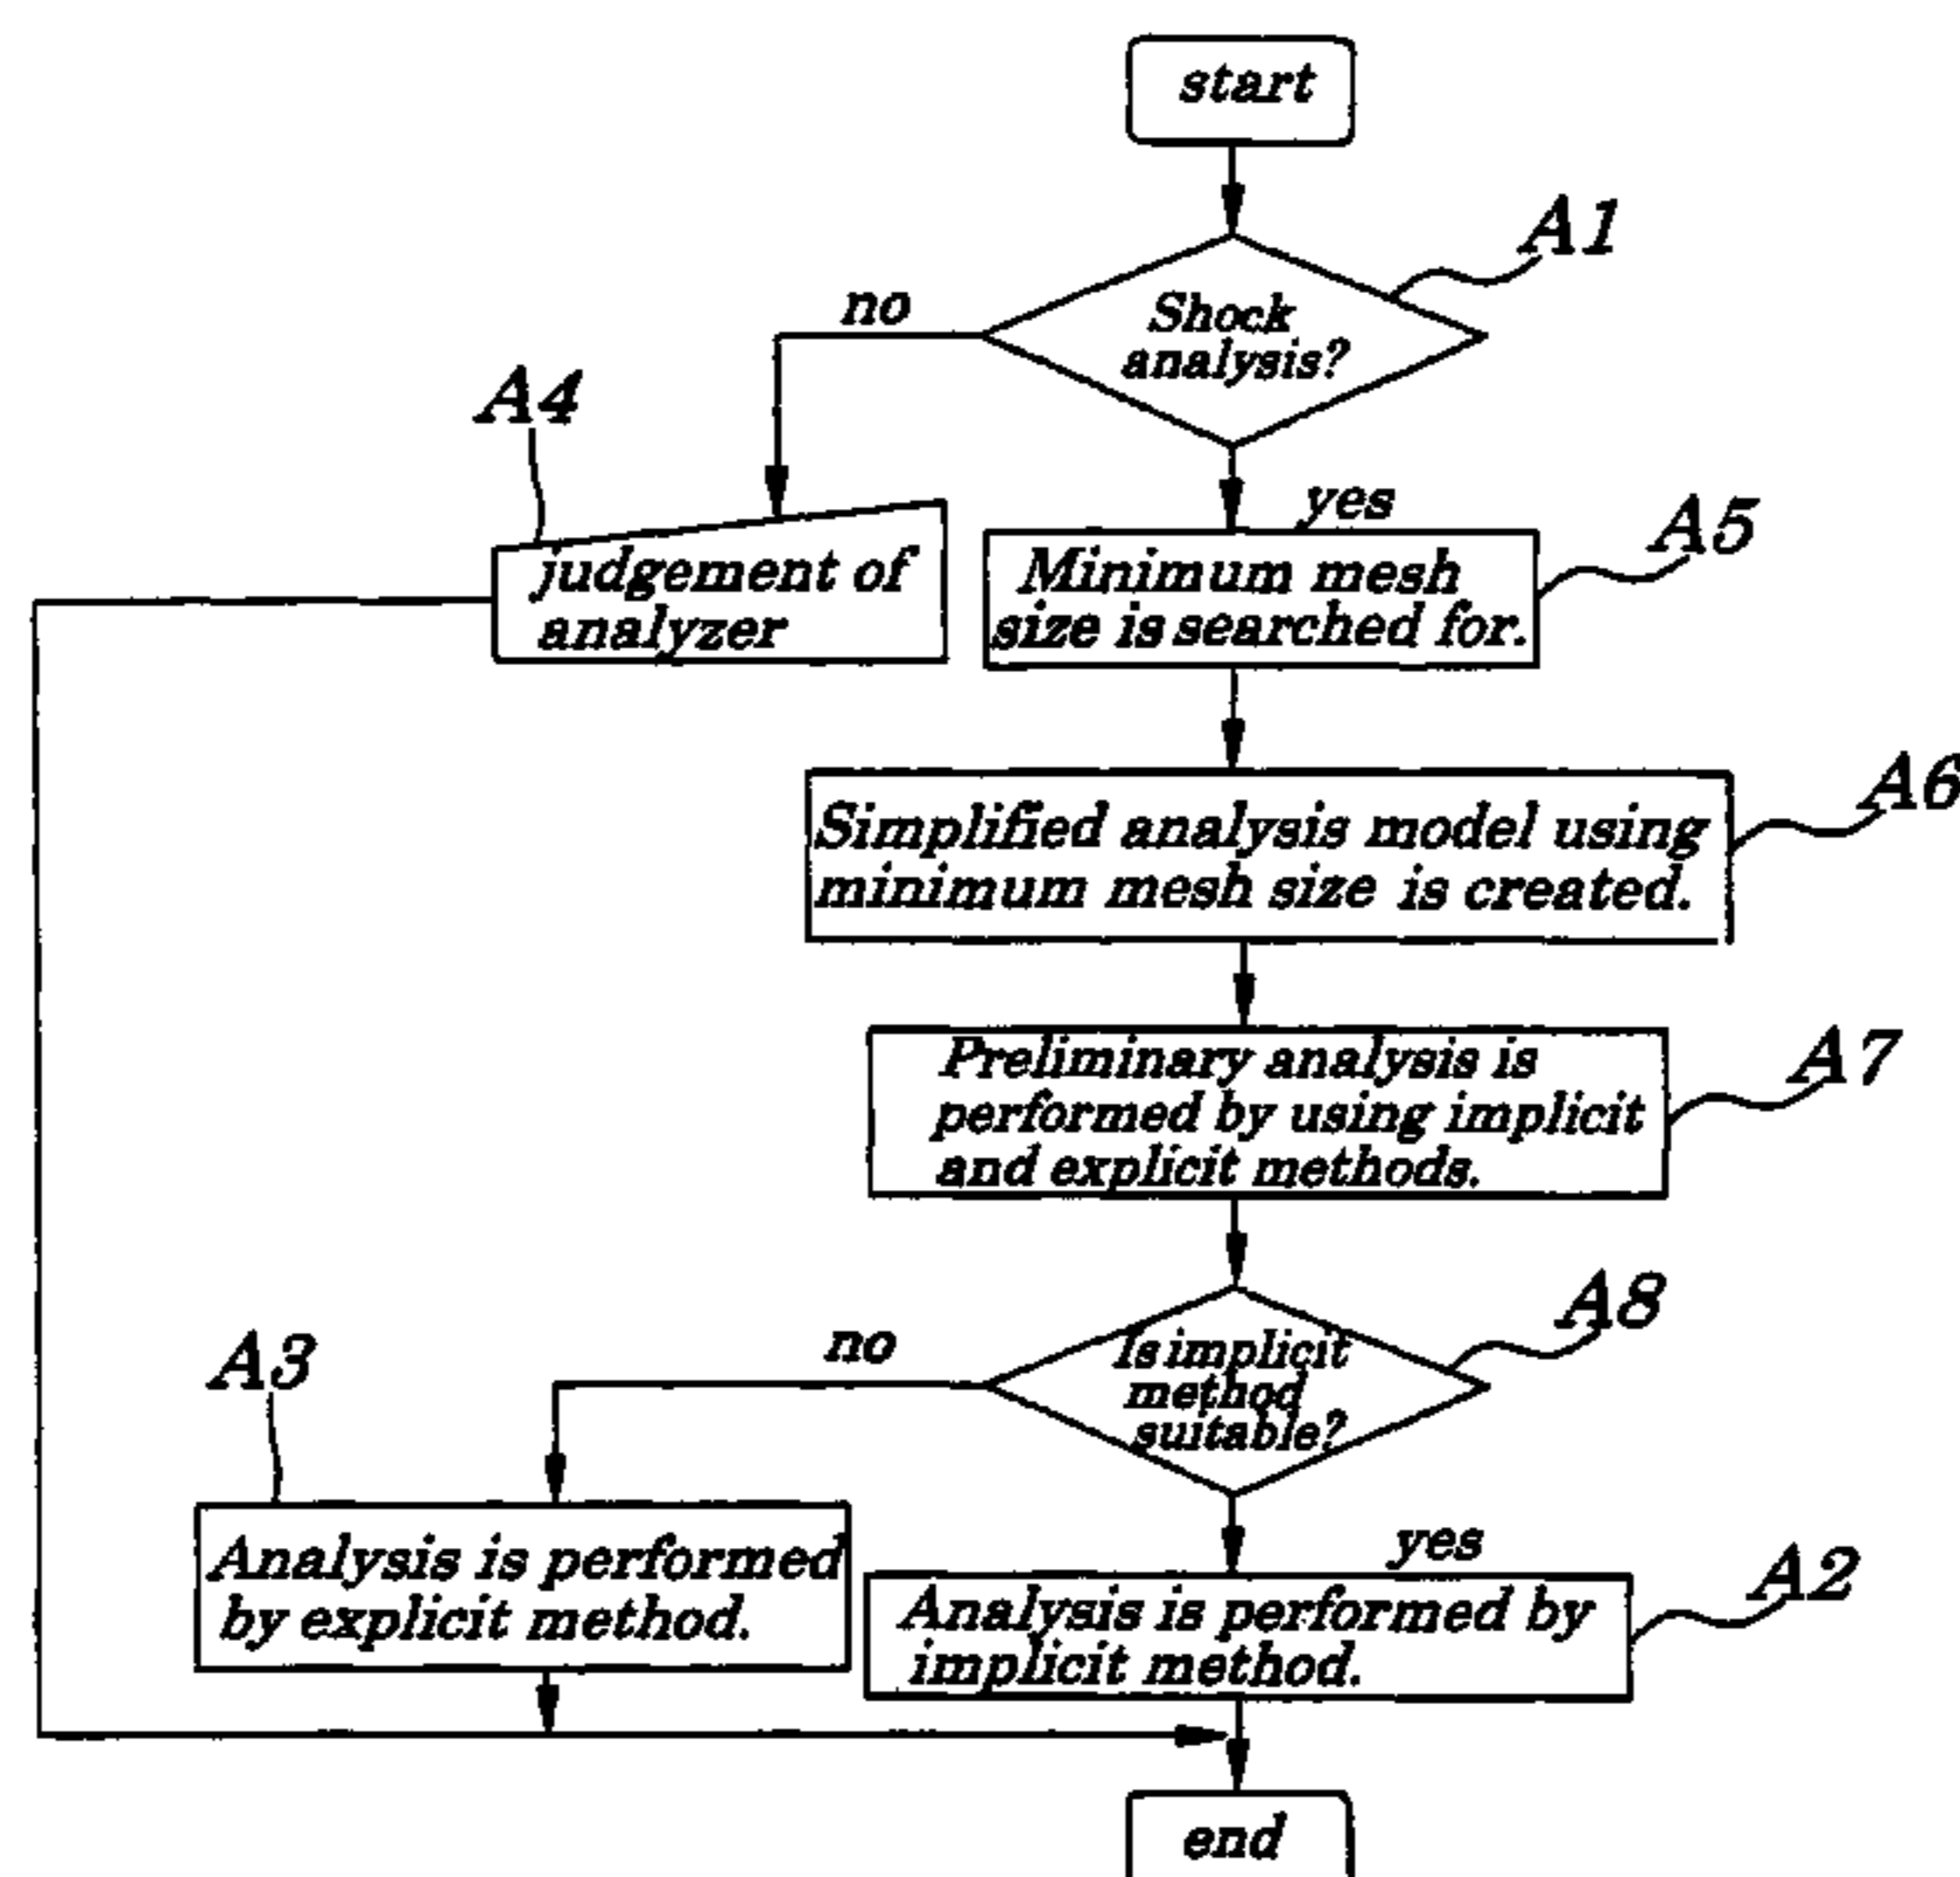 start
A1
Shock
analysis?
no
yes
A4
judgement of
analyzer
A5
Minimum mesh
size is searched for.
A6
Simplified analysis model using
minimum mesh size is created.
A7
Preliminary analysis is
performed by using implicit
and explicit methods.
A8
Is implicit
method
suitable?
no
yes
A3
Analysis is performed
by explicit method.
A2
Analysis is performed by
implicit method.
end